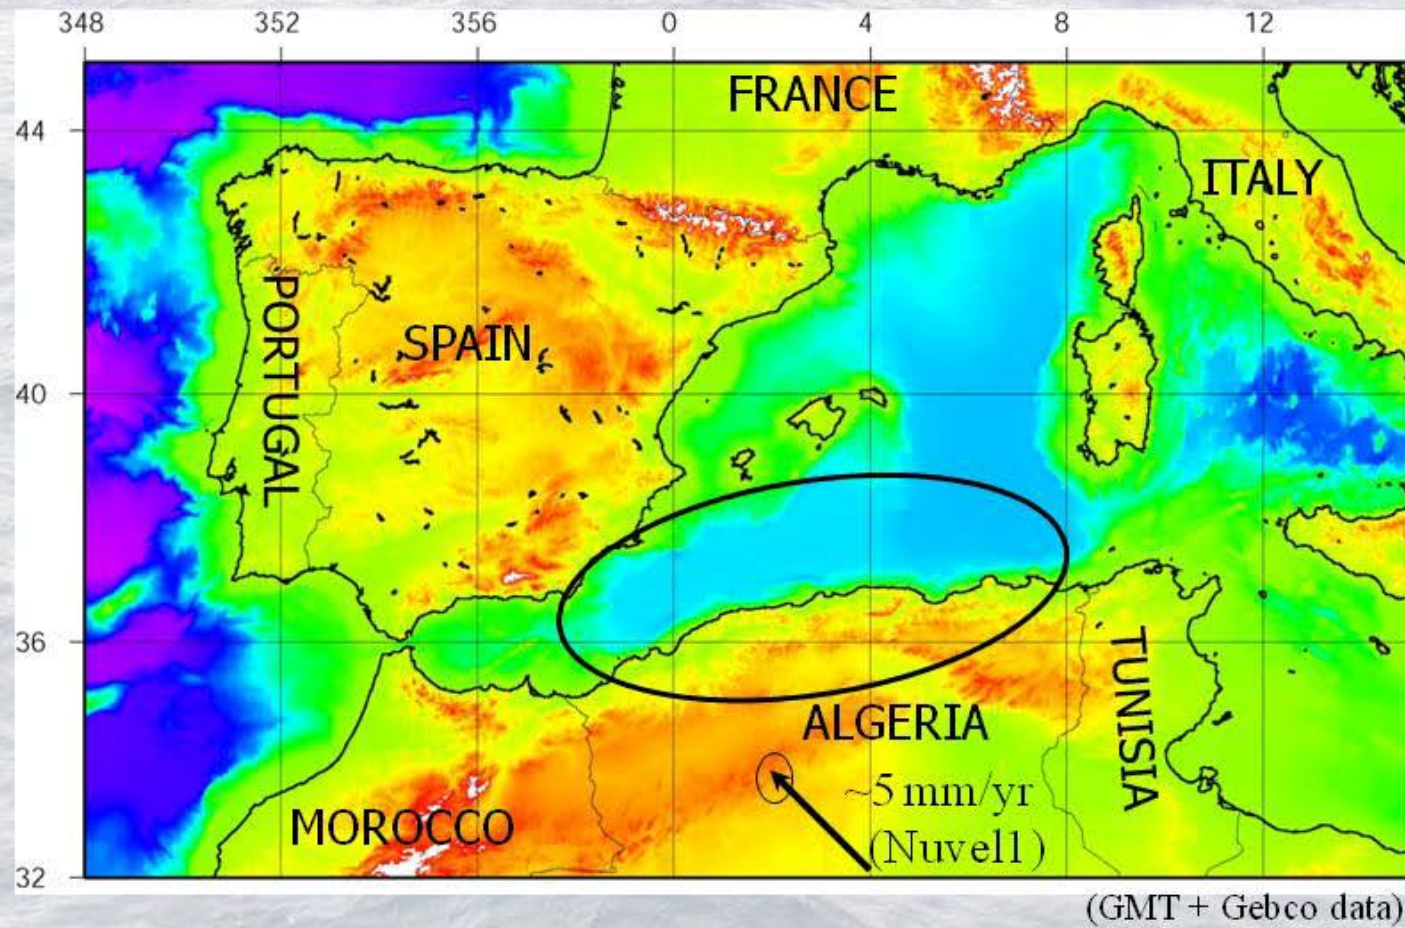 348 352 356 0 4 8 12
FRANCE
44
ITALY
PORTUGAL
SPAIN
40
36
TUNISIA
ALGERIA
~5 mm/yr
MOROCCO
(Nuvel1)
32
(GMT + Gebco data)